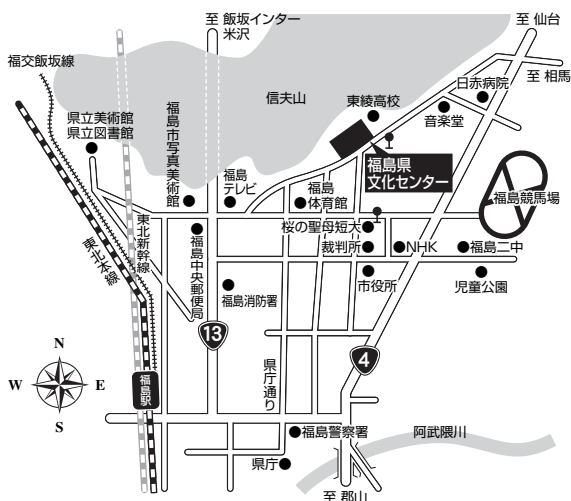 至 飯坂インター
米沢
至 仙台
福交飯坂線
至 相馬
日赤病院
信夫山
東綾高校
音楽堂
県立美術館
県立図書館
福島市写真美術館
福島県
文化センター
福島
テレビ
福島
体育館
福島競馬場
桜の聖母短大
東北新幹線
東北本線
福島中央郵便局
裁判所
NHK
福島二中
市役所
児童公園
福島消防署
13
4
県庁通り
N
W
E
S
福島駅
福島警察署
阿武隈川
県庁
至 郡山